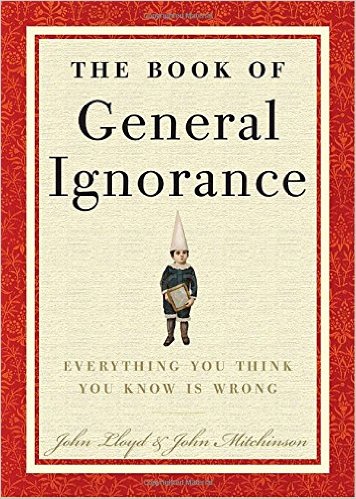 THE BOOK OF
General
Ignorance
EVERYTHING YOU THINK
YOU KNOW IS WRONG
John Lloyd & John Mitchinson